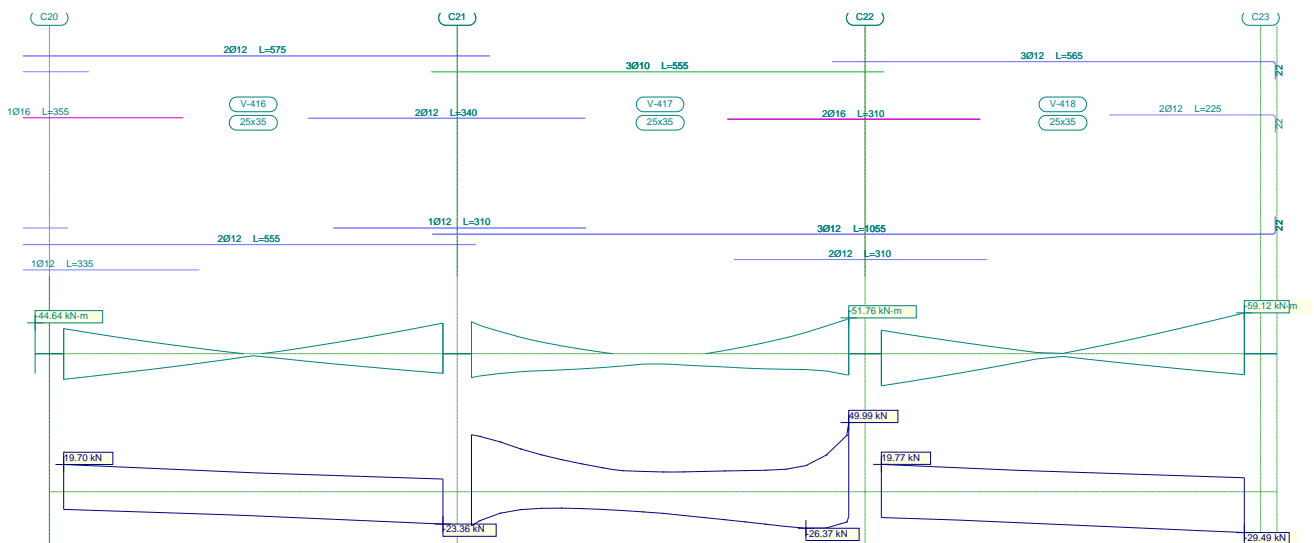 C20 C21 C22 C23
2Ø12 L=575
3Ø12 L=565
3Ø10 L=555
22
V-416 V-417 V-418
1Ø16 L=355 2Ø12 L=340 2Ø16 L=310 2Ø12 L=225
25x35 25x35 25x35
22
1Ø12 L=310
3Ø12 L=1055
22
2Ø12 L=555
2Ø12 L=310
1Ø12 L=335
-44.64 kN·m -51.76 kN·m -59.12 kN·m
49.99 kN
19.70 kN 19.77 kN
-23.36 kN -26.37 kN -29.49 kN